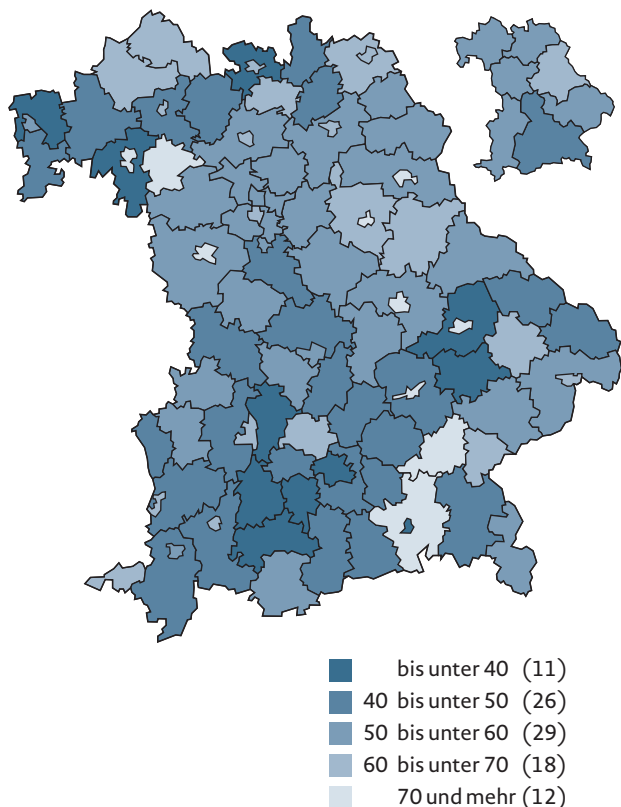 bis unter 40 (11)
40 bis unter 50 (26)
50 bis unter 60 (29)
60 bis unter 70 (18)
70 und mehr (12)